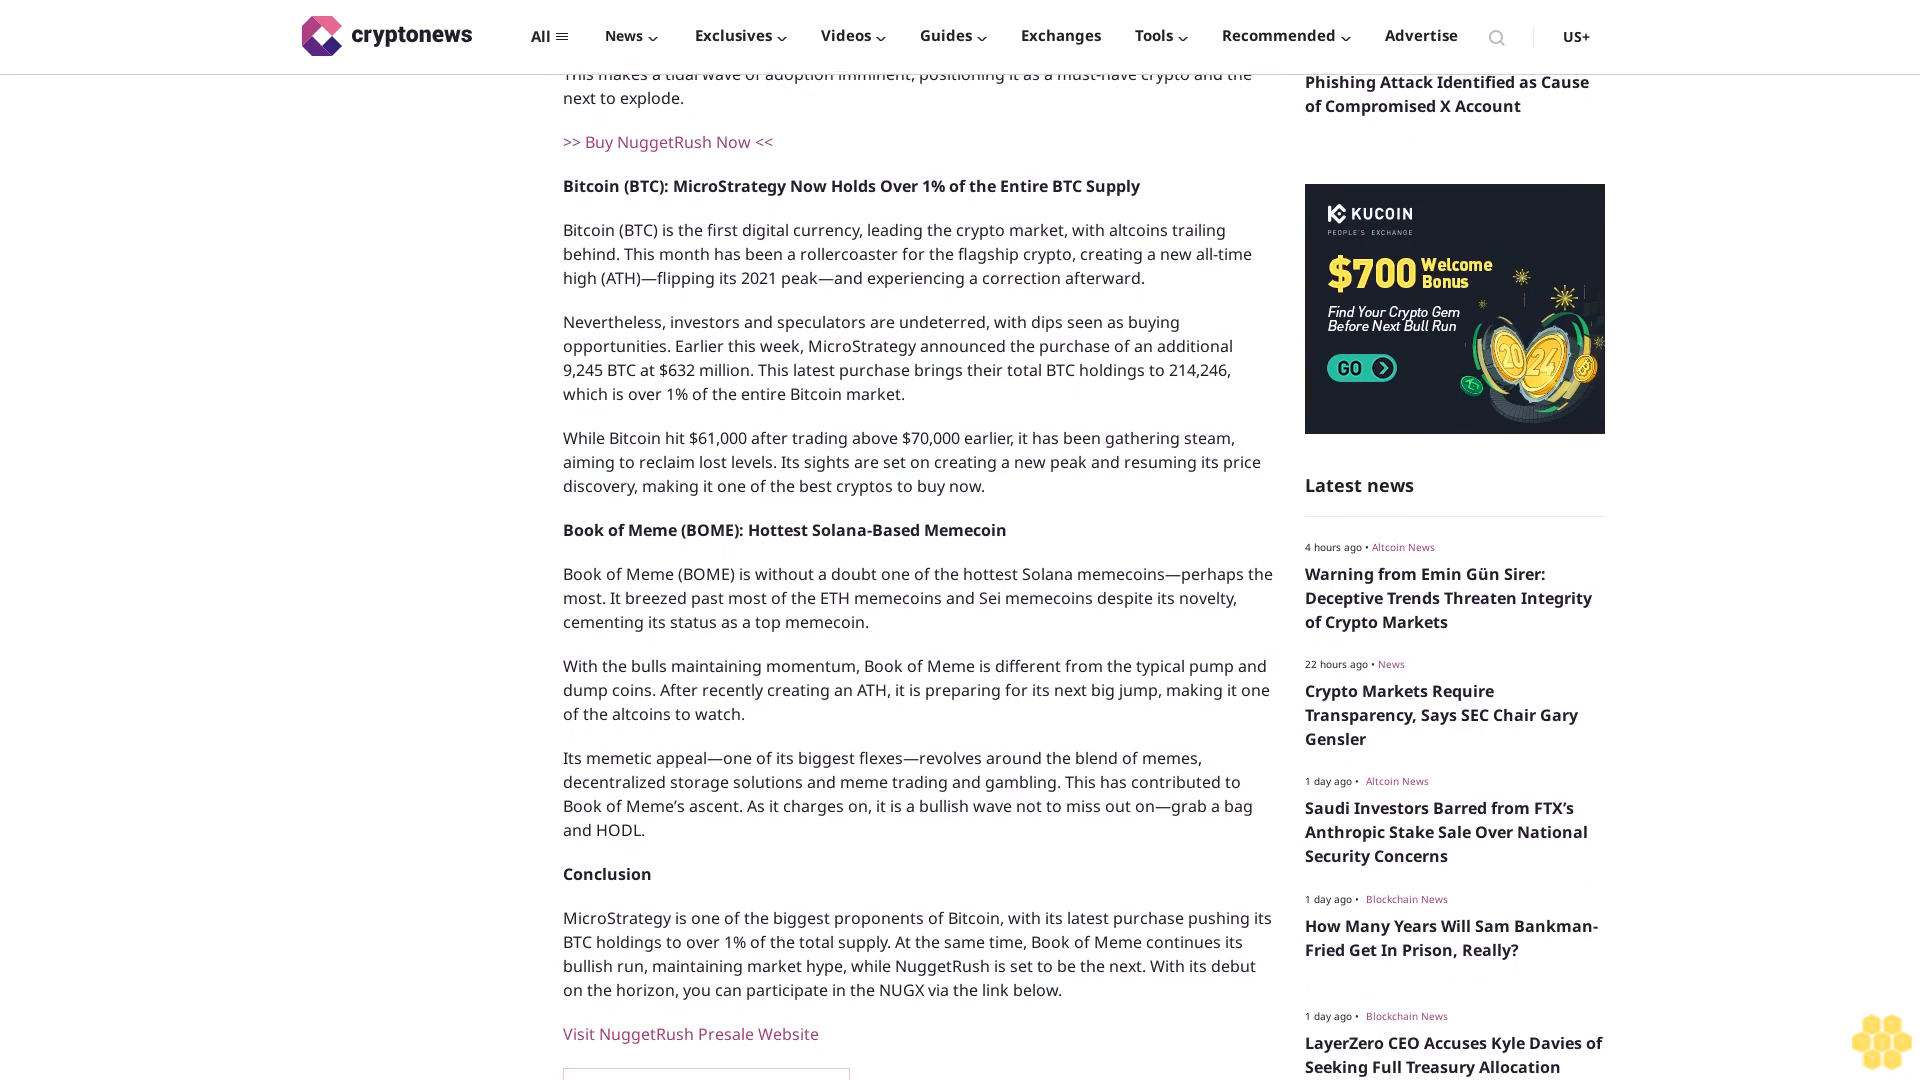 cryptonews
All
News
Exclusives
Videos
Guides
Exchanges
Tools
Recommended
Advertise
US+
This makes a tidal wave of adoption imminent, positioning it as a must-have crypto and the
next to explode.
>> Buy NuggetRush Now <<
Bitcoin (BTC): MicroStrategy Now Holds Over 1% of the Entire BTC Supply
Bitcoin (BTC) is the first digital currency, leading the crypto market, with altcoins trailing
behind. This month has been a rollercoaster for the flagship crypto, creating a new all-time
high (ATH)—flipping its 2021 peak—and experiencing a correction afterward.
Nevertheless, investors and speculators are undeterred, with dips seen as buying
opportunities. Earlier this week, MicroStrategy announced the purchase of an additional
9,245 BTC at $632 million. This latest purchase brings their total BTC holdings to 214,246,
which is over 1% of the entire Bitcoin market.
While Bitcoin hit $61,000 after trading above $70,000 earlier, it has been gathering steam,
aiming to reclaim lost levels. Its sights are set on creating a new peak and resuming its price
discovery, making it one of the best cryptos to buy now.
Book of Meme (BOME): Hottest Solana-Based Memecoin
Book of Meme (BOME) is without a doubt one of the hottest Solana memecoins—perhaps the
most. It breezed past most of the ETH memecoins and Sei memecoins despite its novelty,
cementing its status as a top memecoin.
With the bulls maintaining momentum, Book of Meme is different from the typical pump and
dump coins. After recently creating an ATH, it is preparing for its next big jump, making it one
of the altcoins to watch.
Its memetic appeal—one of its biggest flexes—revolves around the blend of memes,
decentralized storage solutions and meme trading and gambling. This has contributed to
Book of Meme’s ascent. As it charges on, it is a bullish wave not to miss out on—grab a bag
and HODL.
Conclusion
MicroStrategy is one of the biggest proponents of Bitcoin, with its latest purchase pushing its
BTC holdings to over 1% of the total supply. At the same time, Book of Meme continues its
bullish run, maintaining market hype, while NuggetRush is set to be the next. With its debut
on the horizon, you can participate in the NUGX via the link below.
Visit NuggetRush Presale Website
Phishing Attack Identified as Cause
of Compromised X Account
KUCOIN
PEOPLE'S EXCHANGE
$700 Welcome
Bonus
Find Your Crypto Gem
Before Next Bull Run
GO
2024
Latest news
4 hours ago • Altcoin News
Warning from Emin Gün Sirer:
Deceptive Trends Threaten Integrity
of Crypto Markets
22 hours ago • News
Crypto Markets Require
Transparency, Says SEC Chair Gary
Gensler
1 day ago • Altcoin News
Saudi Investors Barred from FTX’s
Anthropic Stake Sale Over National
Security Concerns
1 day ago • Blockchain News
How Many Years Will Sam Bankman-
Fried Get In Prison, Really?
1 day ago • Blockchain News
LayerZero CEO Accuses Kyle Davies of
Seeking Full Treasury Allocation